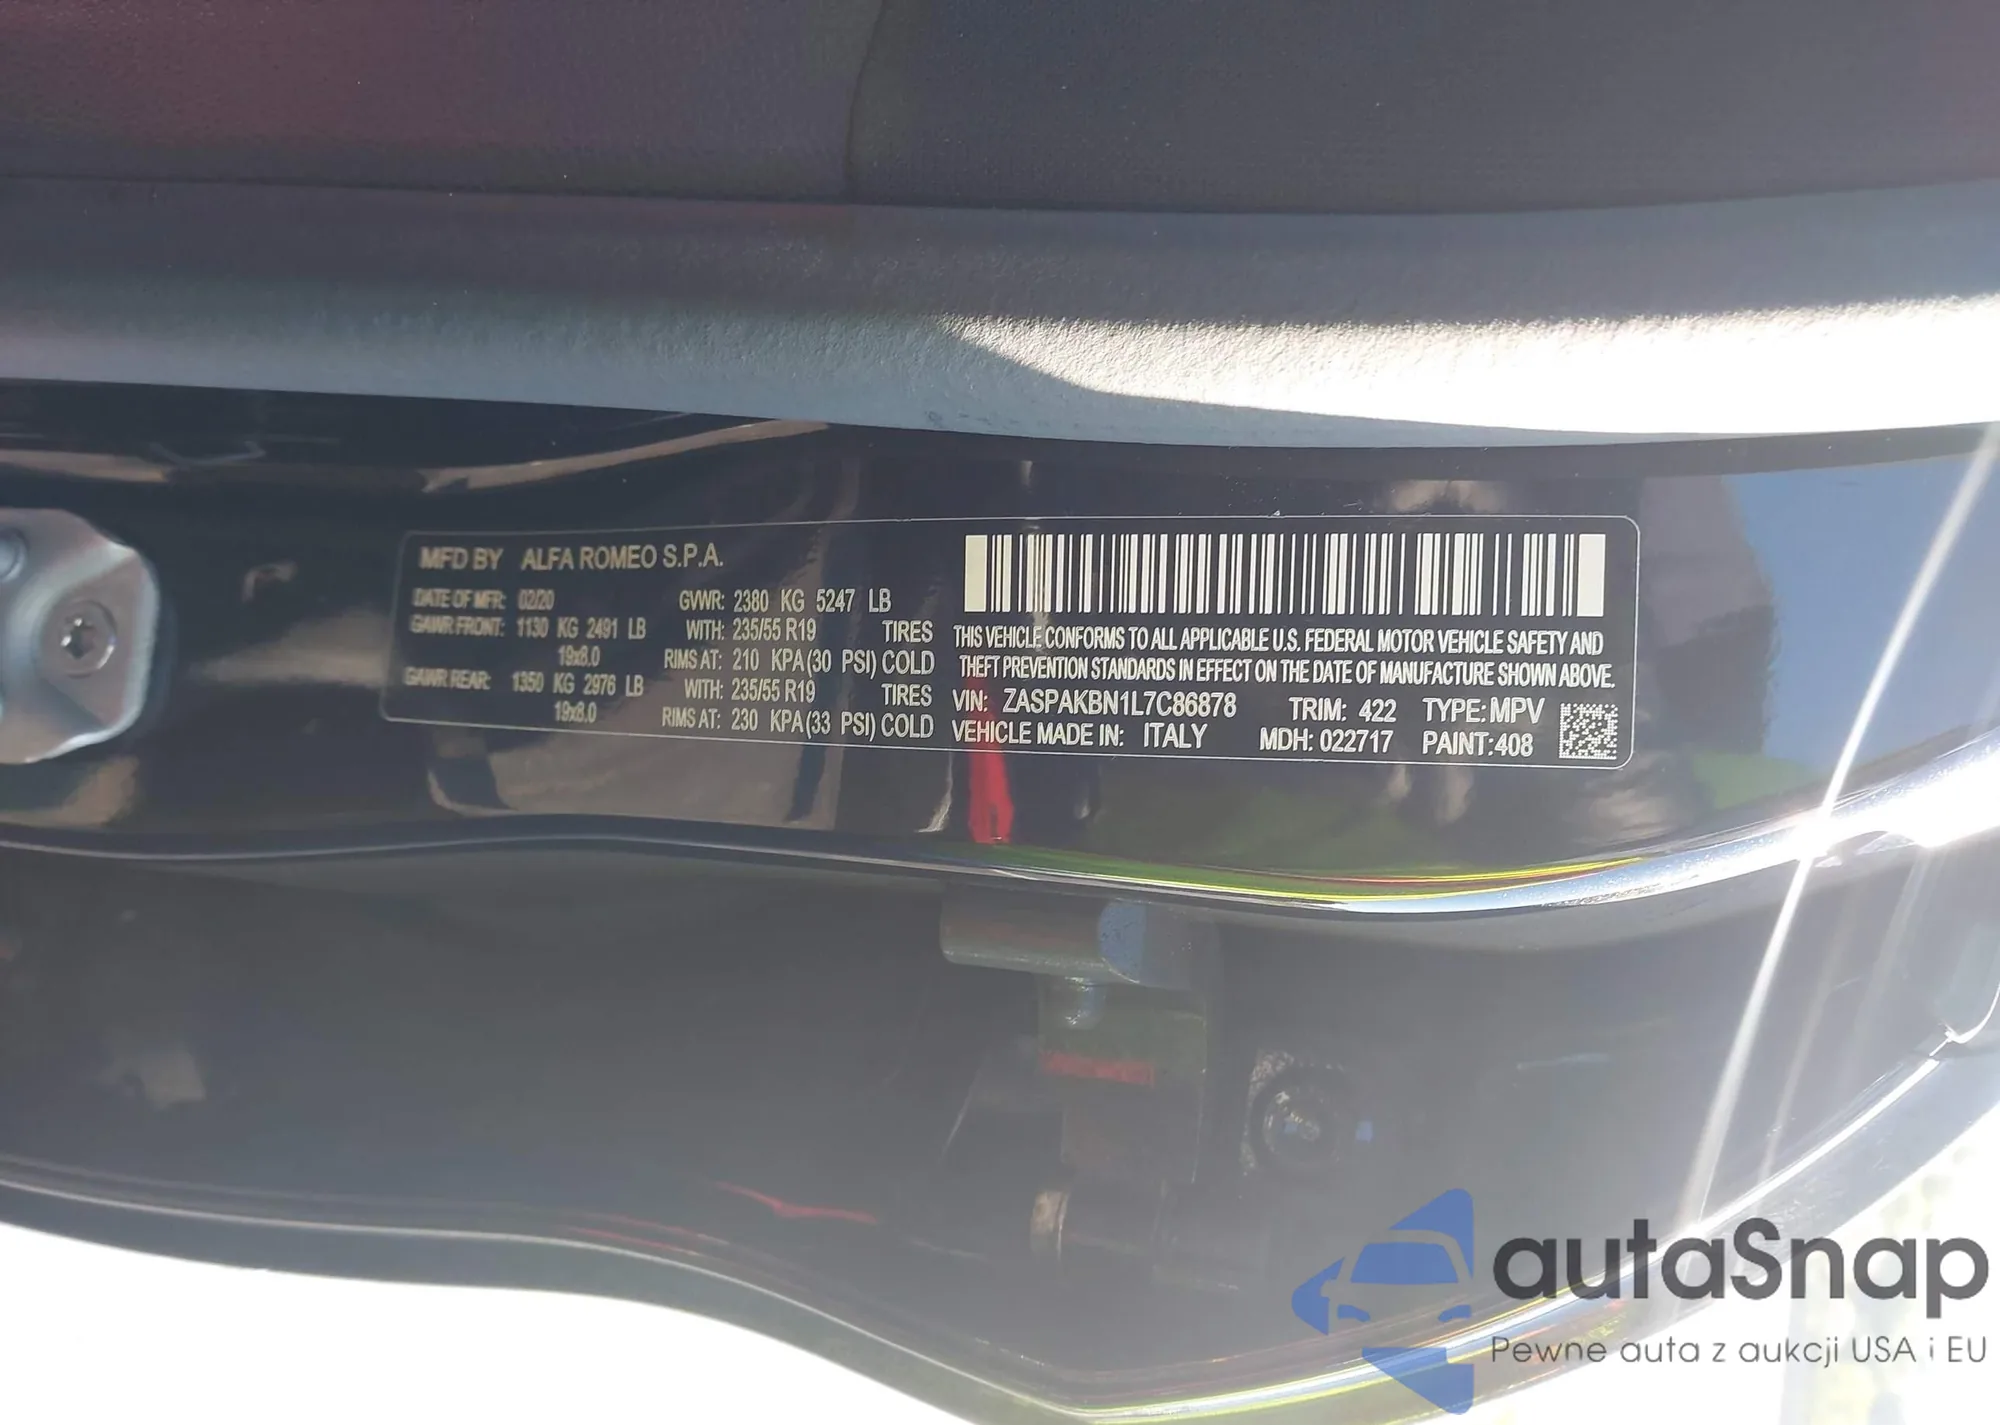 MFD BY ALFA ROMEO S.P.A.
DATE OF MFR: 02/20 GVWR: 2380 KG 5247 LB
GAWR FRONT: 1130 KG 2491 LB WITH: 235/55 R19 TIRES
19x8.0 RIMS AT: 210 KPA (30 PSI) COLD
GAWR REAR: 1350 KG 2976 LB WITH: 235/55 R19 TIRES
19x8.0 RIMS AT: 230 KPA (33 PSI) COLD
THIS VEHICLE CONFORMS TO ALL APPLICABLE U.S. FEDERAL MOTOR VEHICLE SAFETY AND
THEFT PREVENTION STANDARDS IN EFFECT ON THE DATE OF MANUFACTURE SHOWN ABOVE.
VIN: ZASPAKBN1L7C86878 TRIM: 422 TYPE: MPV
VEHICLE MADE IN: ITALY MDH: 022717 PAINT: 408
autaSnap
Pewne auta z aukcji USA i EU